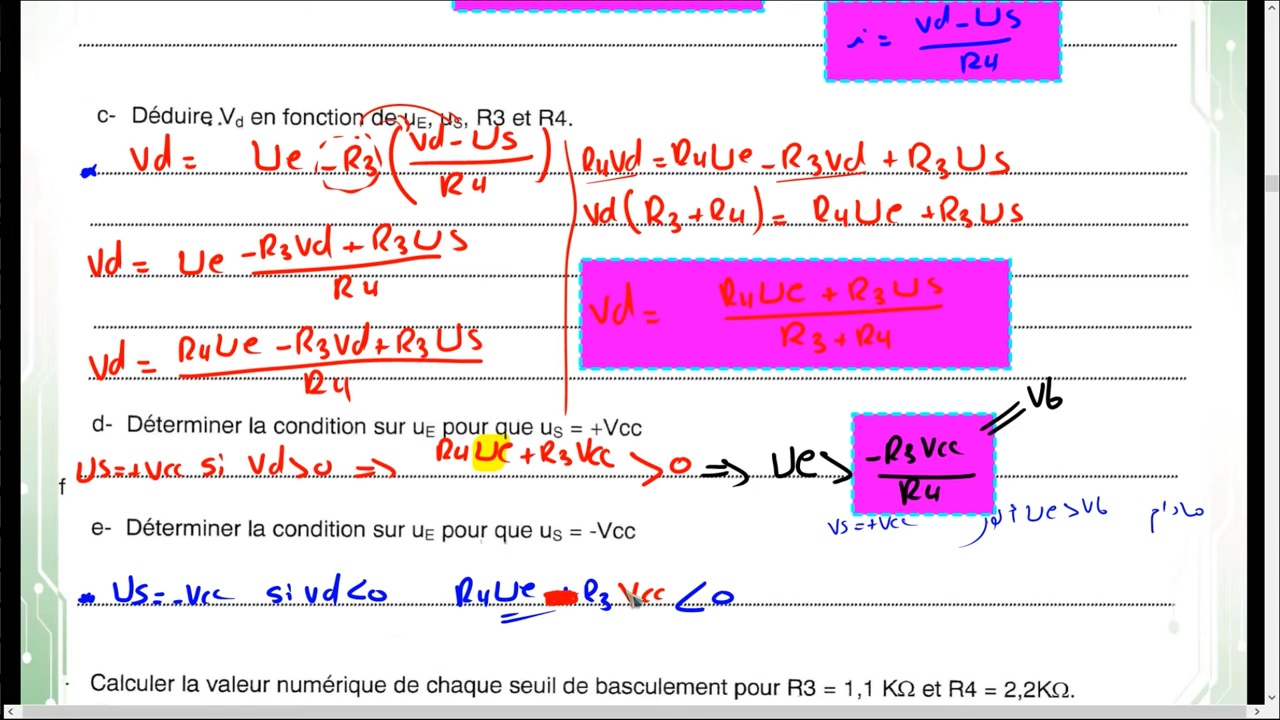 i = (Vd - Us) / R4
c- Déduire Vd en fonction de uE, uS, R3 et R4.
Vd = Ue - R3 ( (Vd - Us) / R4 )
Vd = Ue (-R3Vd + R3Us) / R4
Vd = (R4Ue - R3Vd + R3Us) / R4
R4Vd = R4Ue - R3Vd + R3Us
Vd(R3 + R4) = R4Ue + R3Us
Vd = (R4Ue + R3Us) / (R3 + R4)
d- Déterminer la condition sur uE pour que uS = +Vcc
Us=+Vcc si Vd>0 => R4Ue + R3Vcc > 0 => Ue > (-R3Vcc) / R4 = Vb
Vs=+Vcc Ue>Vb مادام
f
e- Déterminer la condition sur uE pour que uS = -Vcc
Us=-Vcc si Vd<0 R4Ue - R3Vcc < 0
Calculer la valeur numérique de chaque seuil de basculement pour R3 = 1,1 KΩ et R4 = 2,2KΩ.